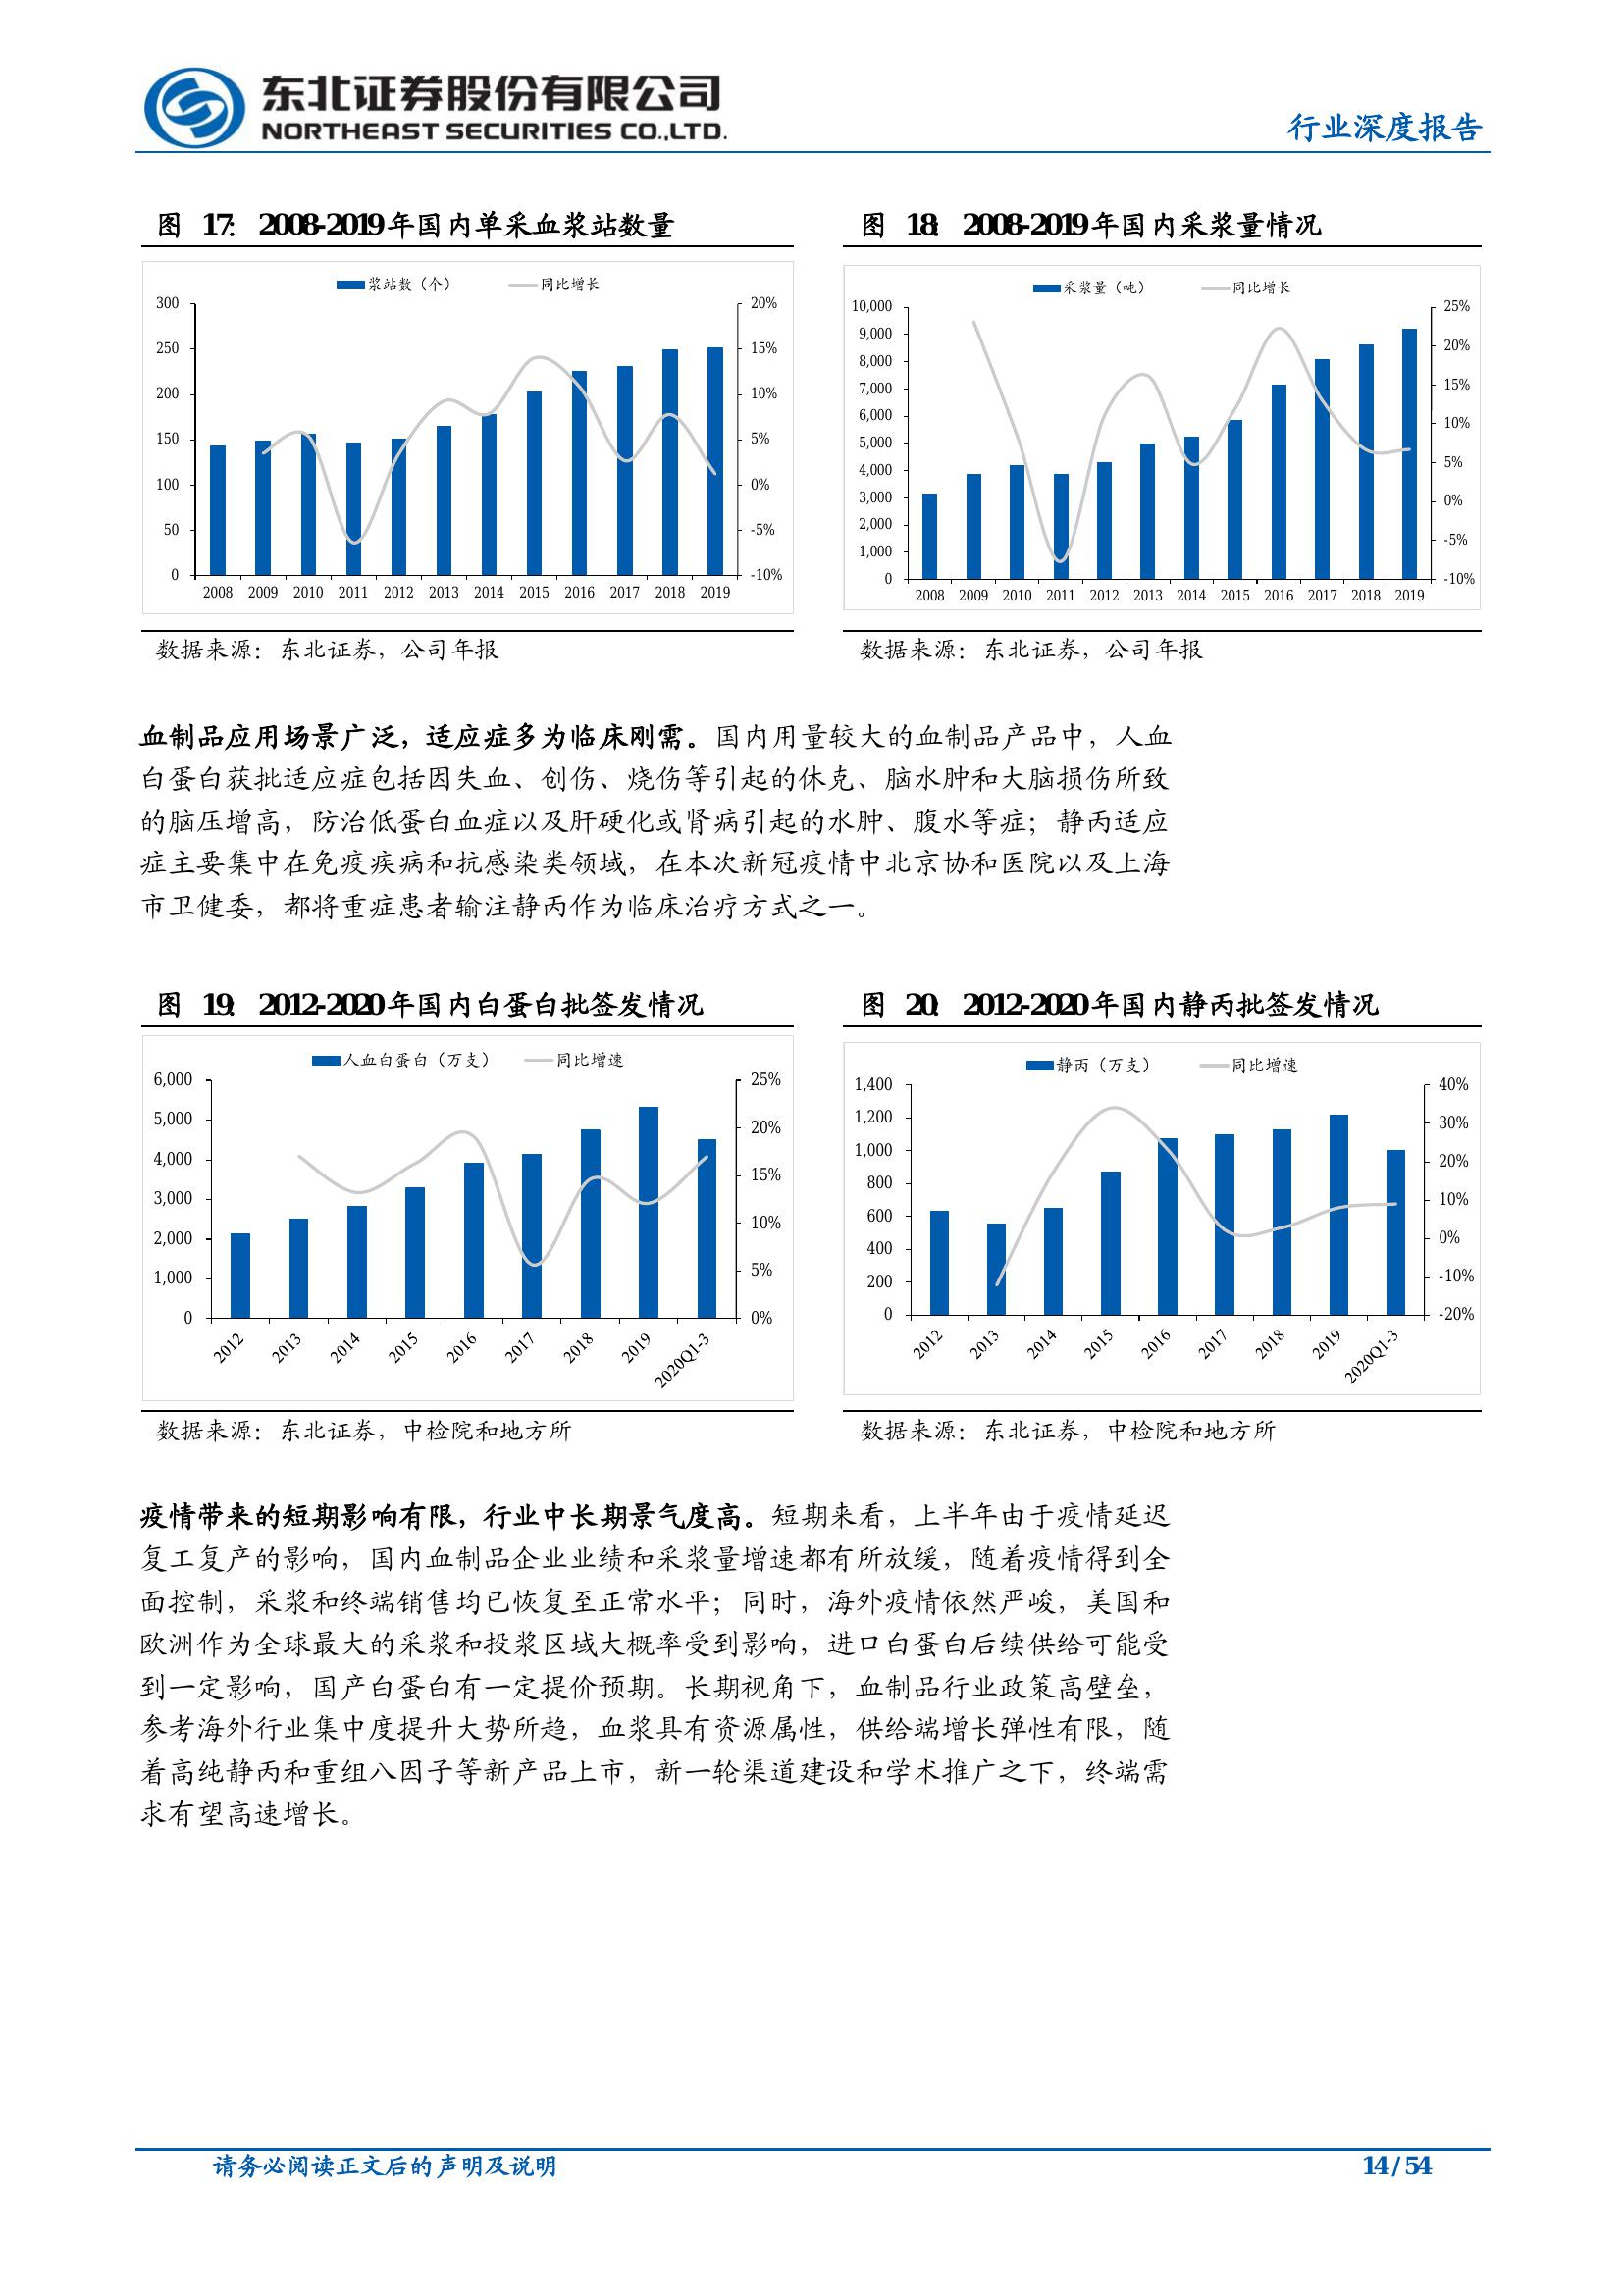 东北证券股份有限公司
NORTHEAST SECURITIES CO.,LTD.
行业深度报告
图 17: 2008-2019年国内单采血浆站数量
浆站数（个） 同比增长
300
250
200
150
100
50
0
20%
15%
10%
5%
0%
-5%
-10%
2008 2009 2010 2011 2012 2013 2014 2015 2016 2017 2018 2019
数据来源：东北证券，公司年报
图 18: 2008-2019年国内采浆量情况
采浆量（吨） 同比增长
10,000
9,000
8,000
7,000
6,000
5,000
4,000
3,000
2,000
1,000
0
25%
20%
15%
10%
5%
0%
-5%
-10%
2008 2009 2010 2011 2012 2013 2014 2015 2016 2017 2018 2019
数据来源：东北证券，公司年报
血制品应用场景广泛，适应症多为临床刚需。国内用量较大的血制品产品中，人血
白蛋白获批适应症包括因失血、创伤、烧伤等引起的休克、脑水肿和大脑损伤所致
的脑压增高，防治低蛋白血症以及肝硬化或肾病引起的水肿、腹水等症；静丙适应
症主要集中在免疫疾病和抗感染类领域，在本次新冠疫情中北京协和医院以及上海
市卫健委，都将重症患者输注静丙作为临床治疗方式之一。
图 19: 2012-2020年国内白蛋白批签发情况
人血白蛋白（万支） 同比增速
6,000
5,000
4,000
3,000
2,000
1,000
0
25%
20%
15%
10%
5%
0%
2012 2013 2014 2015 2016 2017 2018 2019 2020Q1-3
数据来源：东北证券，中检院和地方所
图 20: 2012-2020年国内静丙批签发情况
静丙（万支） 同比增速
1,400
1,200
1,000
800
600
400
200
0
40%
30%
20%
10%
0%
-10%
-20%
2012 2013 2014 2015 2016 2017 2018 2019 2020Q1-3
数据来源：东北证券，中检院和地方所
疫情带来的短期影响有限，行业中长期景气度高。短期来看，上半年由于疫情延迟
复工复产的影响，国内血制品企业业绩和采浆量增速都有所放缓，随着疫情得到全
面控制，采浆和终端销售均已恢复至正常水平；同时，海外疫情依然严峻，美国和
欧洲作为全球最大的采浆和投浆区域大概率受到影响，进口白蛋白后续供给可能受
到一定影响，国产白蛋白有一定提价预期。长期视角下，血制品行业政策高壁垒，
参考海外行业集中度提升大势所趋，血浆具有资源属性，供给端增长弹性有限，随
着高纯静丙和重组八因子等新产品上市，新一轮渠道建设和学术推广之下，终端需
求有望高速增长。
请务必阅读正文后的声明及说明
14 / 54